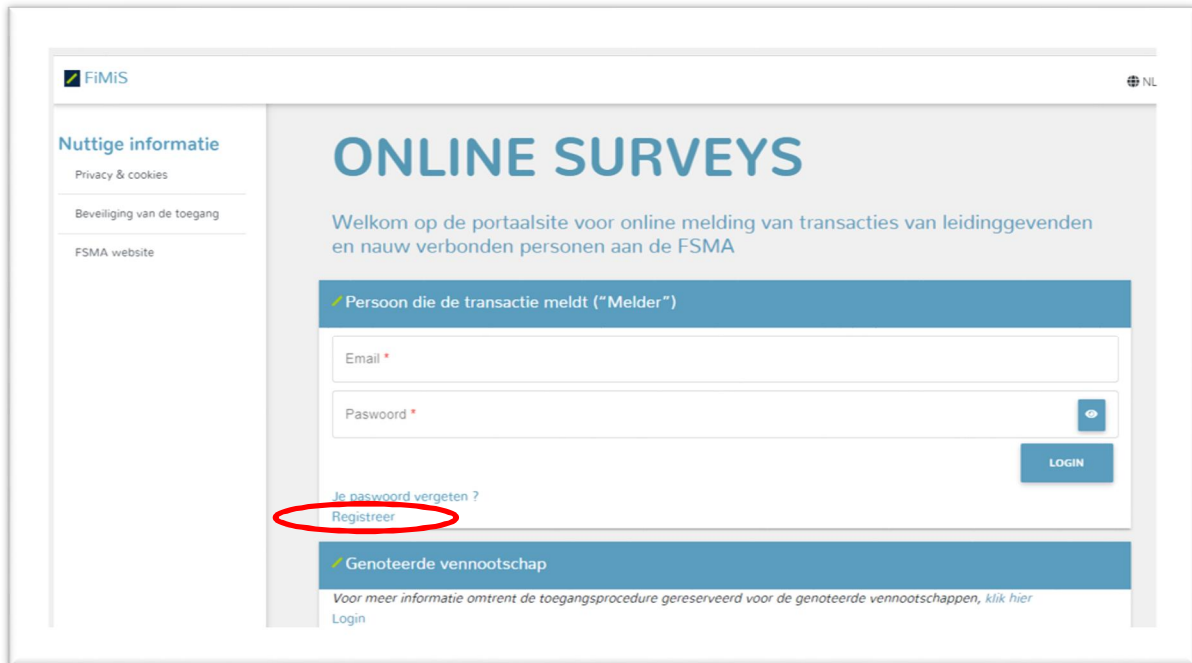 FiMiS
NL
Nuttige informatie
Privacy & cookies
Beveiliging van de toegang
FSMA website
ONLINE SURVEYS
Welkom op de portaalsite voor online melding van transacties van leidinggevenden
en nauw verbonden personen aan de FSMA
Persoon die de transactie meldt ("Melder")
Email *
Paswoord *
LOGIN
Je paswoord vergeten ?
Registreer
Genoteerde vennootschap
Voor meer informatie omtrent de toegangsprocedure gereserveerd voor de genoteerde vennootschappen, klik hier
Login